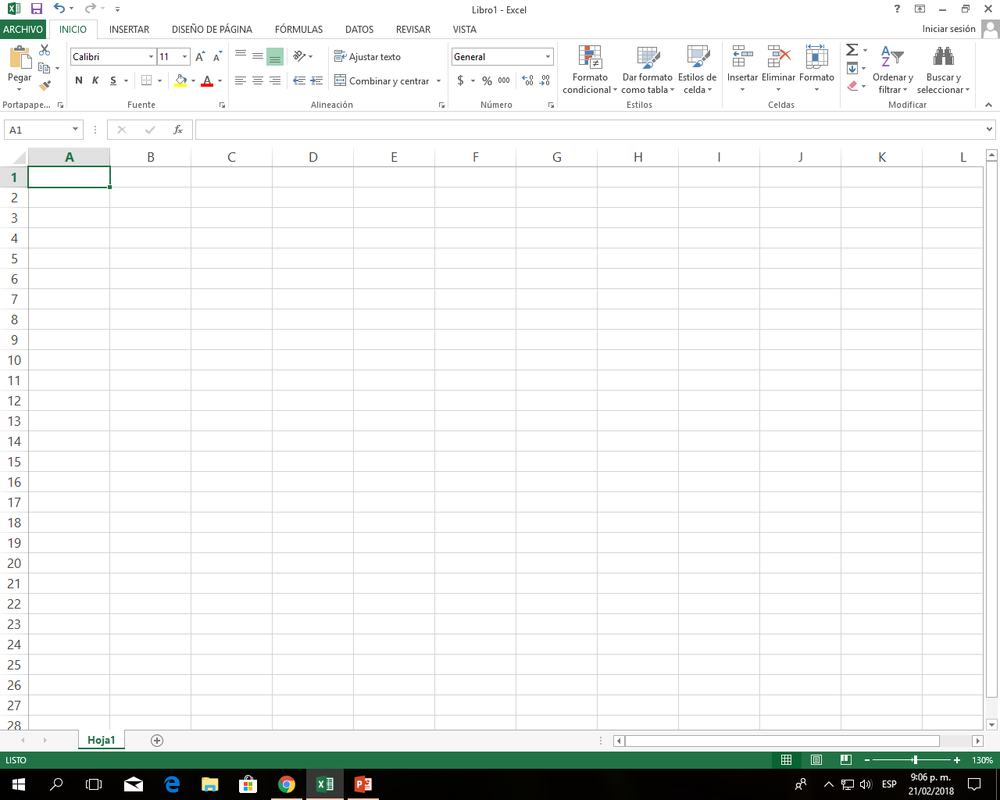 Libro1 - Excel
ARCHIVO INICIO INSERTAR DISEÑO DE PÁGINA FÓRMULAS DATOS REVISAR VISTA Iniciar sesión
Pegar
Portapape...
Calibri 11
N K S
Fuente
Ajustar texto
Combinar y centrar
Alineación
General
$ % 000
Número
Formato condicional
Dar formato como tabla
Estilos de celda
Estilos
Insertar Eliminar Formato
Celdas
Ordenar y filtrar
Buscar y seleccionar
Modificar
A1 fx
A B C D E F G H I J K L
1
2
3
4
5
6
7
8
9
10
11
12
13
14
15
16
17
18
19
20
21
22
23
24
25
26
27
28
Hoja1
LISTO 130%
ESP 9:06 p. m.
21/02/2018